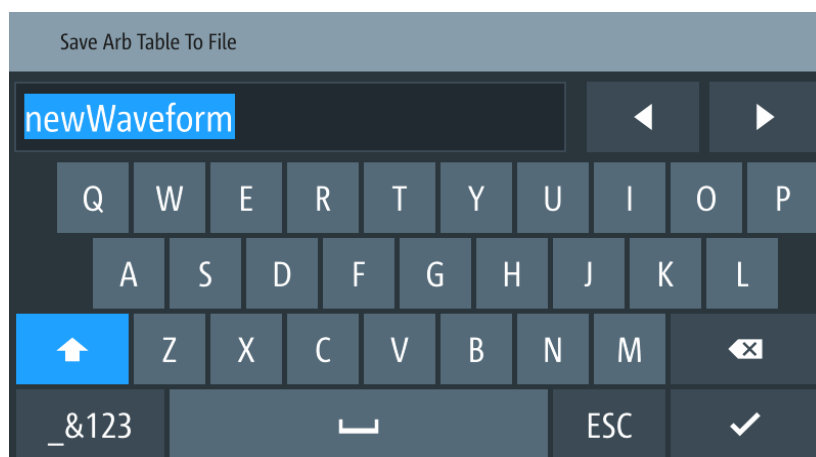 Save Arb Table To File
newWaveform
Q W E R T Y U I O P
A S D F G H J K L
Z X C V B N M
_&123 ESC